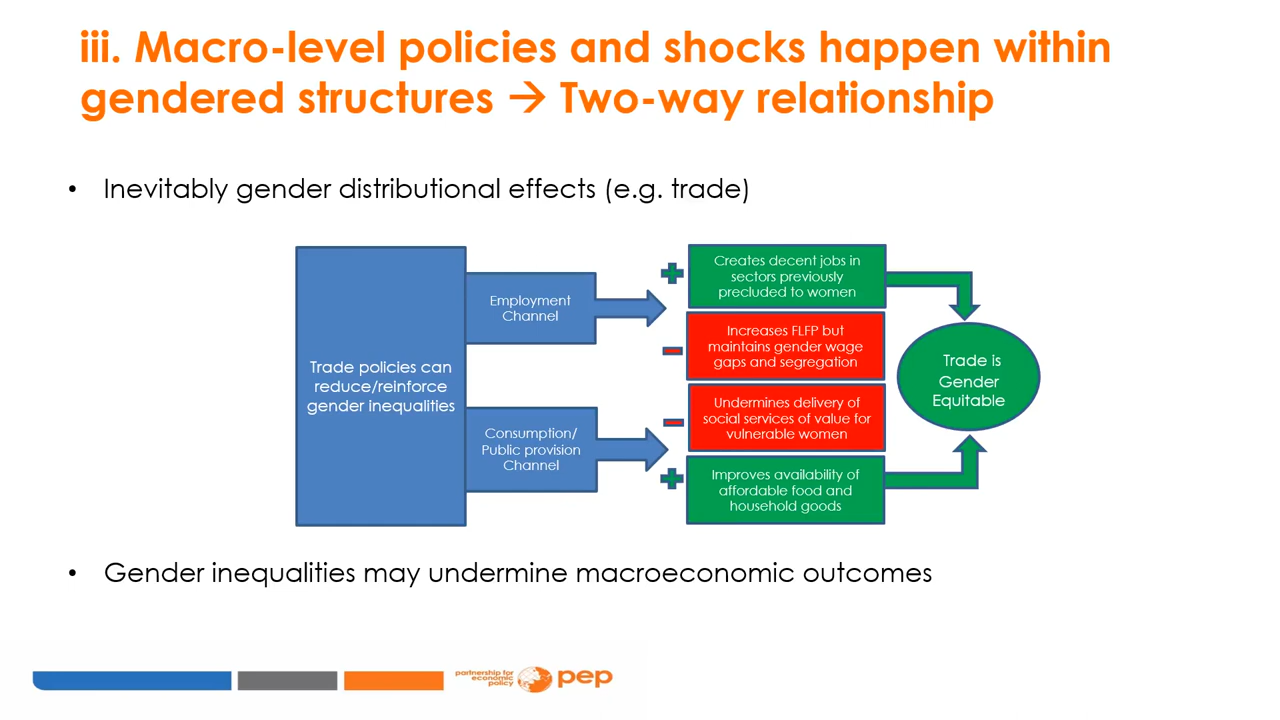 iii. Macro-level policies and shocks happen within
gendered structures → Two-way relationship
• Inevitably gender distributional effects (e.g. trade)
Trade policies can
reduce/reinforce
gender inequalities
Employment
Channel
Consumption/
Public provision
Channel
+
Creates decent jobs in
sectors previously
precluded to women
–
Increases FLFP but
maintains gender wage
gaps and segregation
–
Undermines delivery of
social services of value for
vulnerable women
+
Improves availability of
affordable food and
household goods
Trade is
Gender
Equitable
• Gender inequalities may undermine macroeconomic outcomes
partnership for
economic
policy
pep